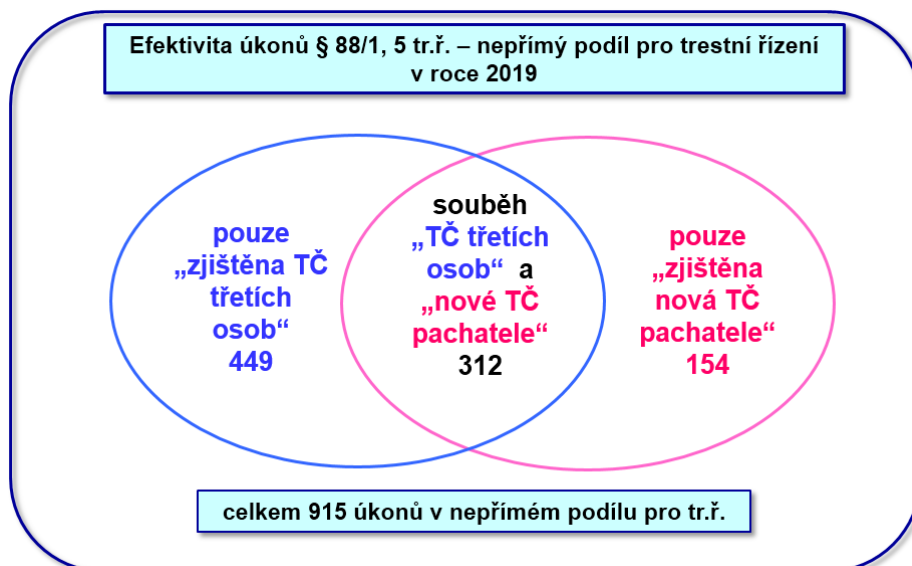 Efektivita úkonů § 88/1, 5 tr.ř. – nepřímý podíl pro trestní řízení
v roce 2019
pouze
„zjištěna TČ
třetích
osob“
449
souběh
„TČ třetích
osob“ a
„nové TČ
pachatele“
312
pouze
„zjištěna
nová TČ
pachatele“
154
celkem 915 úkonů v nepřímém podílu pro tr.ř.